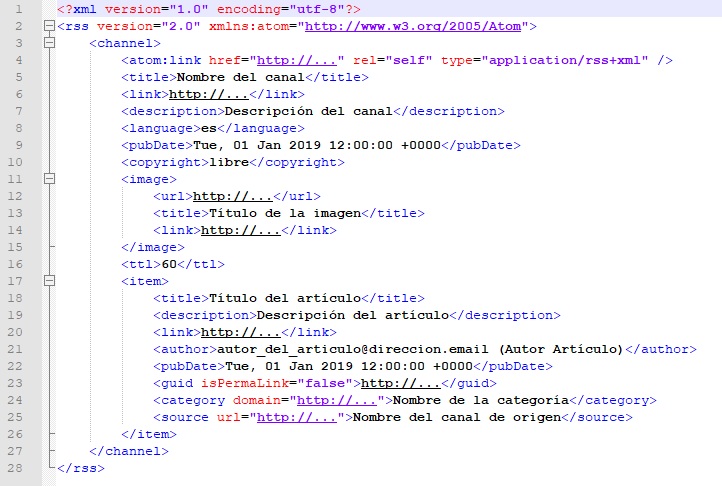 1 <?xml version="1.0" encoding="utf-8"?>
2 <rss version="2.0" xmlns:atom="http://www.w3.org/2005/Atom">
3 <channel>
4 <atom:link href="http://..." rel="self" type="application/rss+xml" />
5 <title>Nombre del canal</title>
6 <link>http://...</link>
7 <description>Descripción del canal</description>
8 <language>es</language>
9 <pubDate>Tue, 01 Jan 2019 12:00:00 +0000</pubDate>
10 <copyright>libre</copyright>
11 <image>
12 <url>http://...</url>
13 <title>Título de la imagen</title>
14 <link>http://...</link>
15 </image>
16 <ttl>60</ttl>
17 <item>
18 <title>Título del artículo</title>
19 <description>Descripción del artículo</description>
20 <link>http://...</link>
21 <author>autor_del_articulo@direccion.email (Autor Artículo)</author>
22 <pubDate>Tue, 01 Jan 2019 12:00:00 +0000</pubDate>
23 <guid isPermaLink="false">http://...</guid>
24 <category domain="http://...">Nombre de la categoría</category>
25 <source url="http://...">Nombre del canal de origen</source>
26 </item>
27 </channel>
28 </rss>